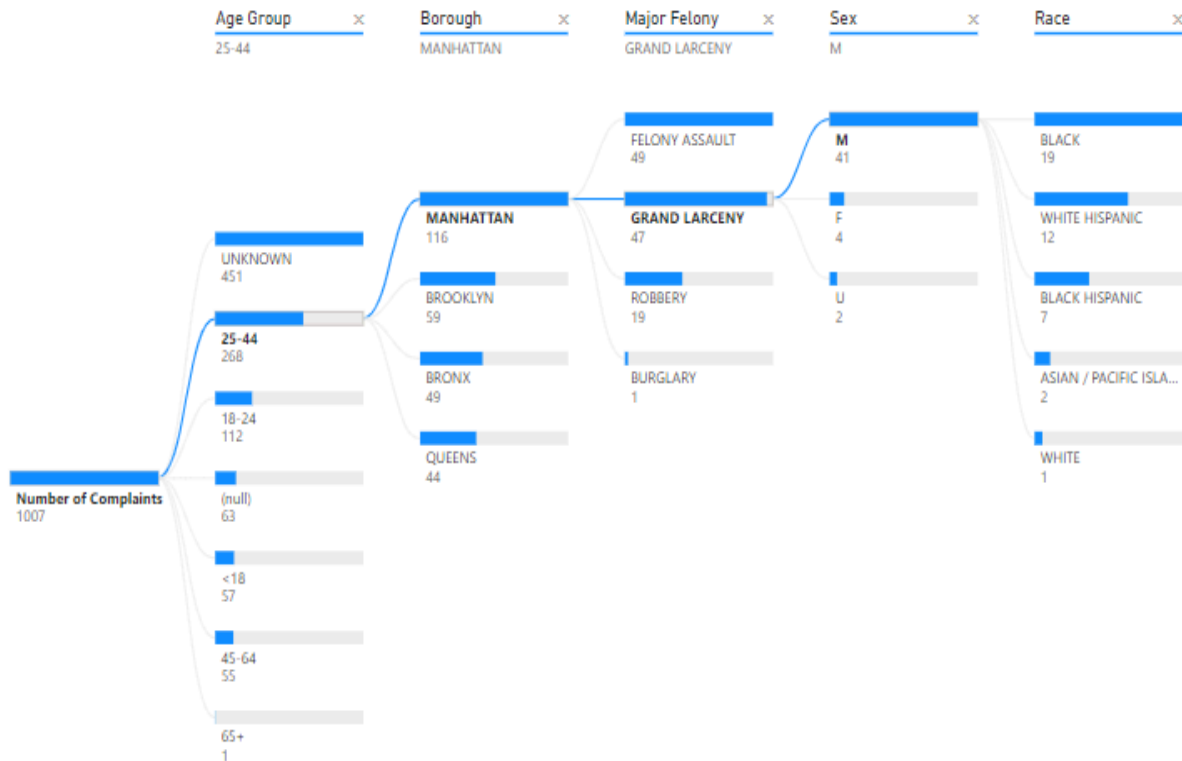 Age Group ×
25-44
Borough ×
MANHATTAN
Major Felony ×
GRAND LARCENY
Sex ×
M
Race ×
Number of Complaints
1007
UNKNOWN
451
25-44
268
18-24
112
(null)
63
<18
57
45-64
55
65+
1
MANHATTAN
116
BROOKLYN
59
BRONX
49
QUEENS
44
FELONY ASSAULT
49
GRAND LARCENY
47
ROBBERY
19
BURGLARY
1
M
41
F
4
U
2
BLACK
19
WHITE HISPANIC
12
BLACK HISPANIC
7
ASIAN / PACIFIC ISLA...
2
WHITE
1